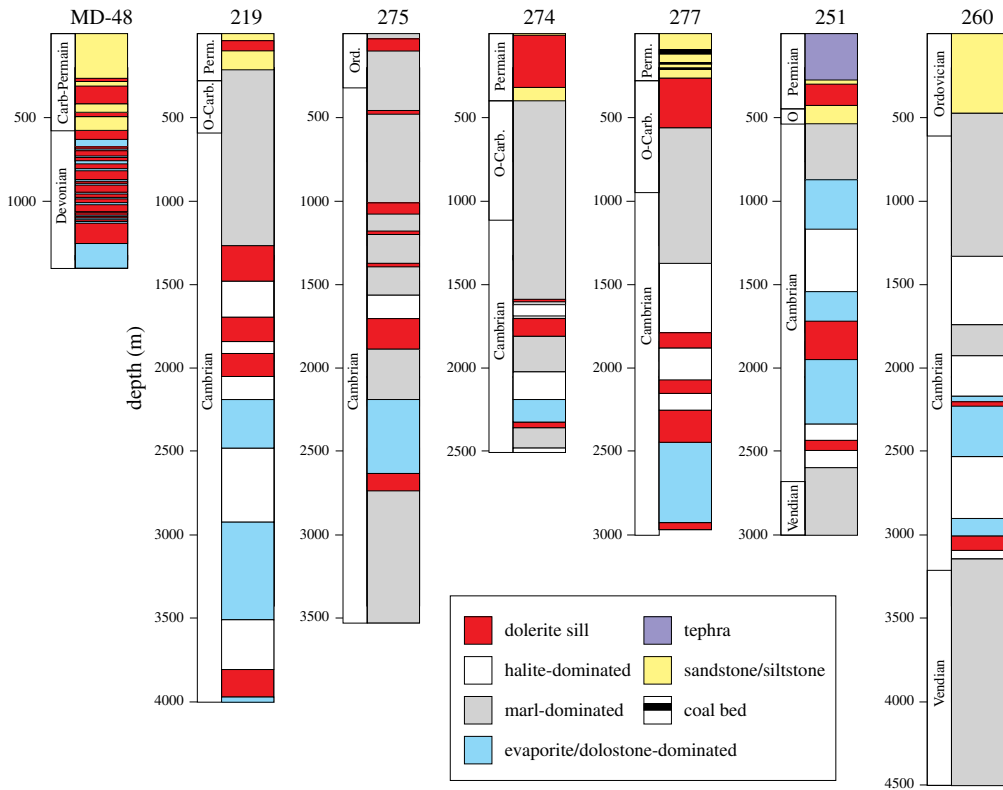 MD-48
219
275
274
277
251
260
Carb-Permain
Devonian
500
1000
depth (m)
Perm.
O-Carb.
Cambrian
500
1000
1500
2000
2500
3000
3500
4000
Ord.
Cambrian
500
1000
1500
2000
2500
3000
3500
Permain
O-Carb.
Cambrian
500
1000
1500
2000
2500
Perm.
O-Carb.
Cambrian
500
1000
1500
2000
2500
3000
Permian
O
Cambrian
Vendian
500
1000
1500
2000
2500
3000
Ordovician
Cambrian
Vendian
500
1000
1500
2000
2500
3000
3500
4000
4500
dolerite sill
halite-dominated
marl-dominated
evaporite/dolostone-dominated
tephra
sandstone/siltstone
coal bed